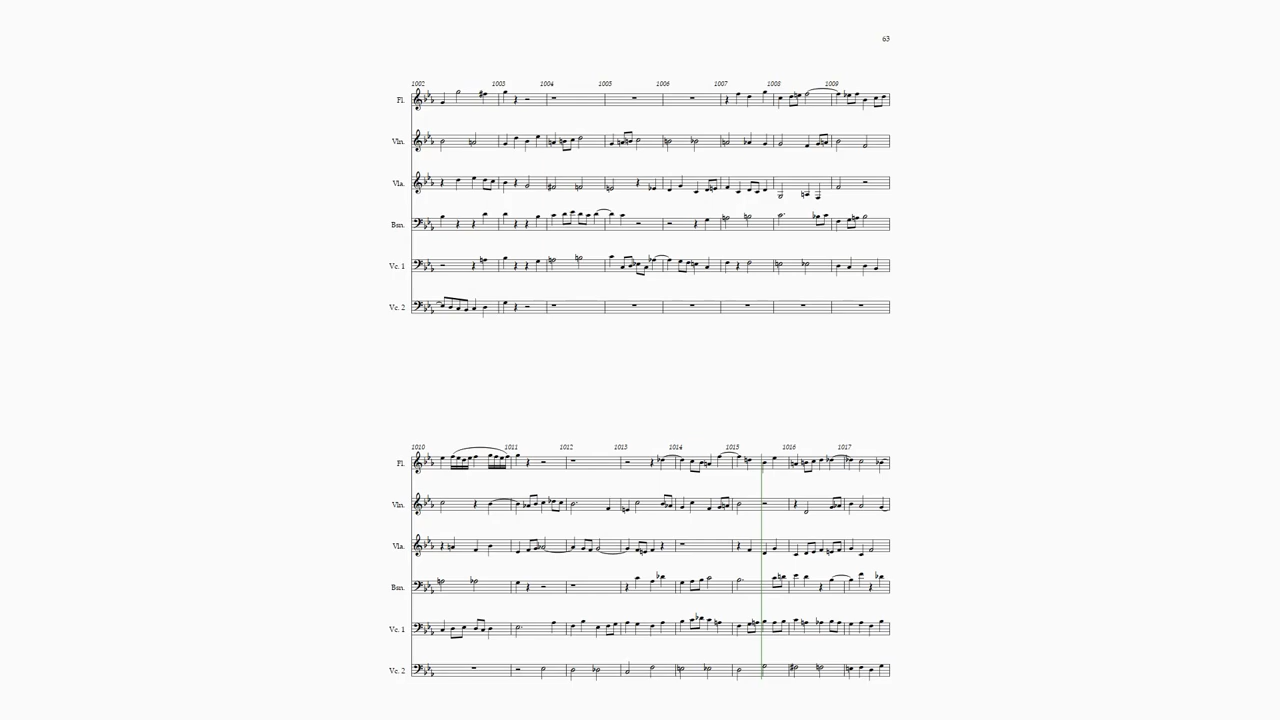 63
1002 1003 1004 1005 1006 1007 1008 1009
Fl.
Vln.
Vla.
Bsn.
Vc. 1
Vc. 2
1010 1011 1012 1013 1014 1015 1016 1017
Fl.
Vln.
Vla.
Bsn.
Vc. 1
Vc. 2